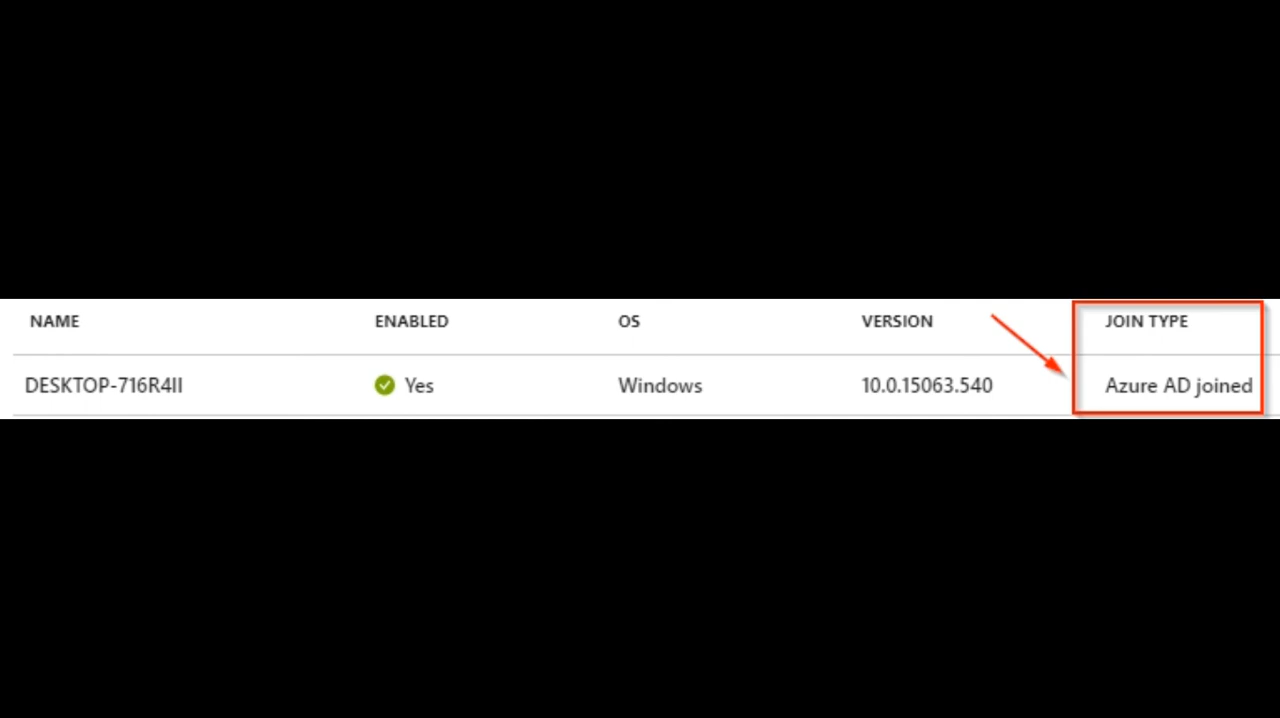 NAME ENABLED OS VERSION JOIN TYPE
DESKTOP-716R4II Yes Windows 10.0.15063.540 Azure AD joined